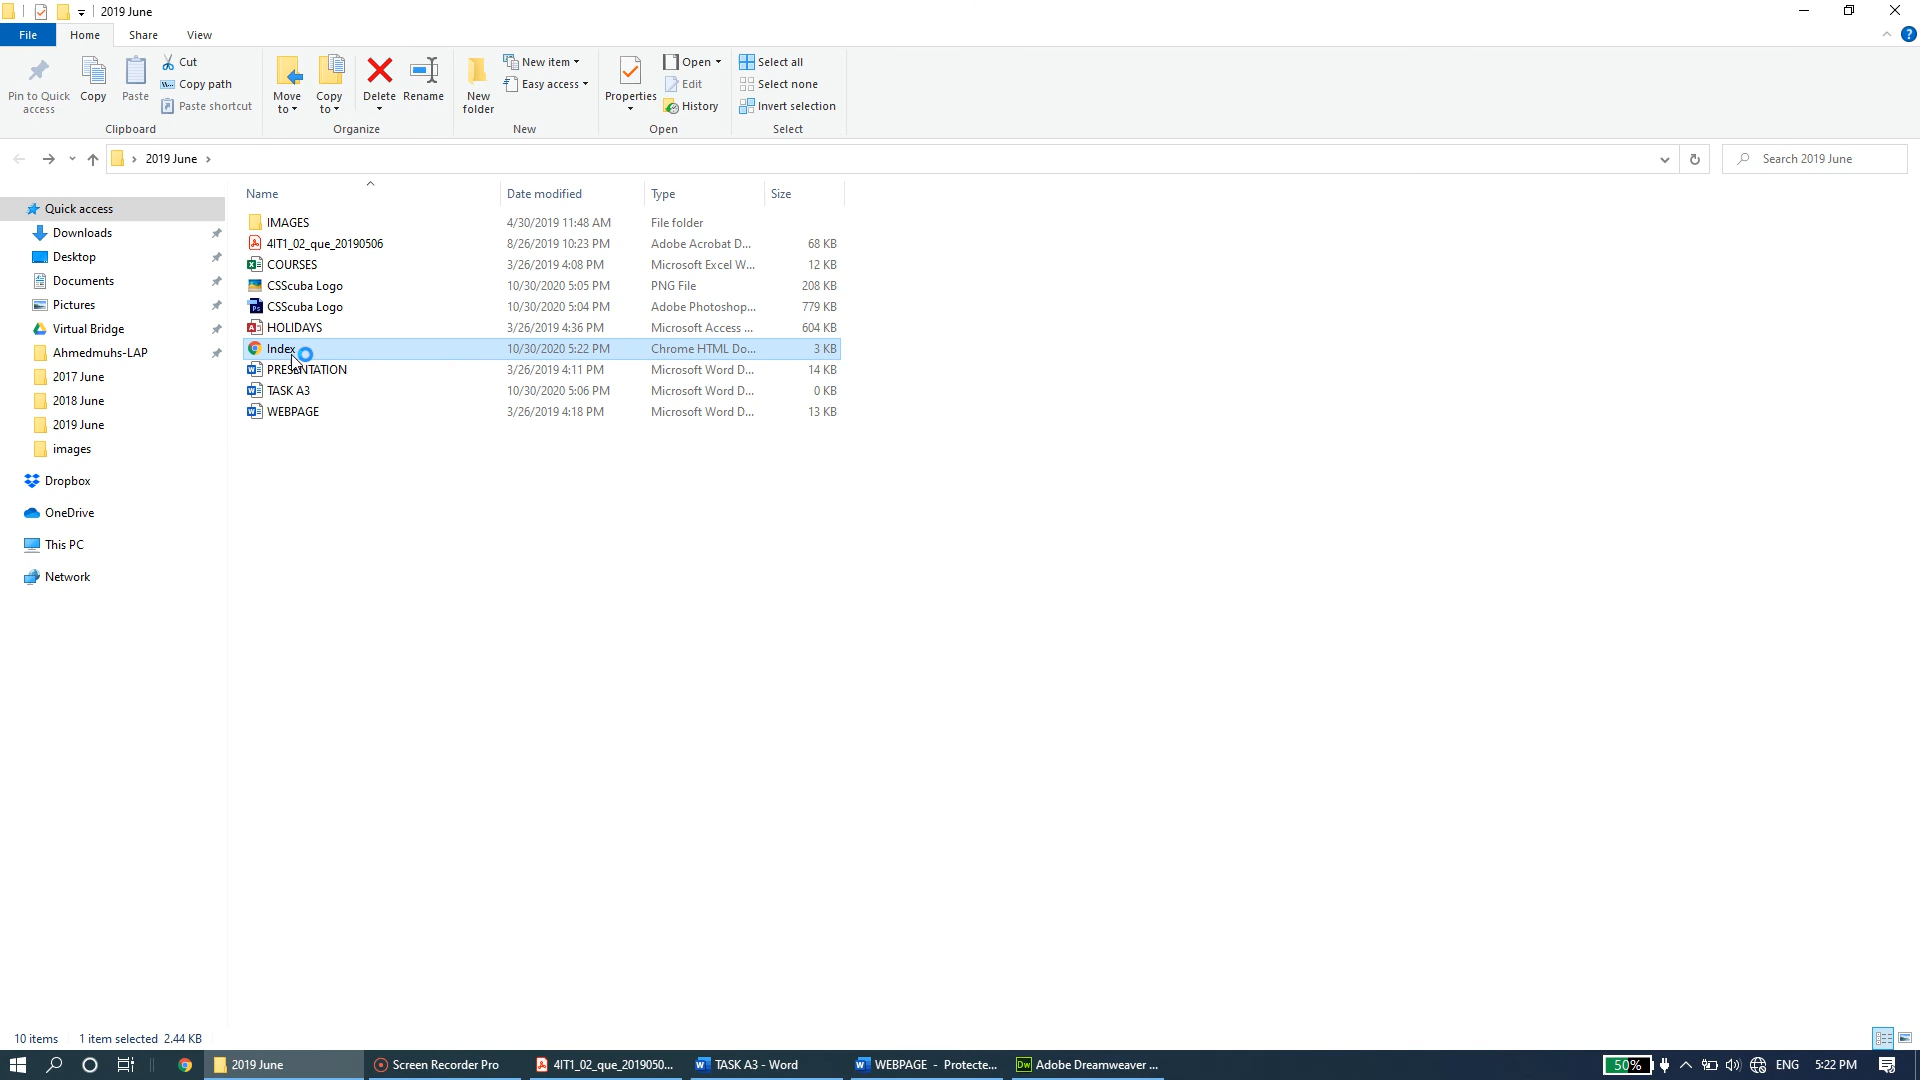 2019 June
File Home Share View
Pin to Quick access
Copy
Paste
Cut
Copy path
Paste shortcut
Clipboard
Move to
Copy to
Delete
Rename
Organize
New folder
New item
Easy access
New
Properties
Open
Edit
History
Open
Select all
Select none
Invert selection
Select
2019 June
Search 2019 June
Quick access
Downloads
Desktop
Documents
Pictures
Virtual Bridge
Ahmedmuhs-LAP
2017 June
2018 June
2019 June
images
Dropbox
OneDrive
This PC
Network
Name Date modified Type Size
IMAGES 4/30/2019 11:48 AM File folder
4IT1_02_que_20190506 8/26/2019 10:23 PM Adobe Acrobat D... 68 KB
COURSES 3/26/2019 4:08 PM Microsoft Excel W... 12 KB
CSScuba Logo 10/30/2020 5:05 PM PNG File 208 KB
CSScuba Logo 10/30/2020 5:04 PM Adobe Photoshop... 779 KB
HOLIDAYS 3/26/2019 4:36 PM Microsoft Access ... 604 KB
Index 10/30/2020 5:22 PM Chrome HTML Do... 3 KB
PRESENTATION 3/26/2019 4:11 PM Microsoft Word D... 14 KB
TASK A3 10/30/2020 5:06 PM Microsoft Word D... 0 KB
WEBPAGE 3/26/2019 4:18 PM Microsoft Word D... 13 KB
10 items 1 item selected 2.44 KB
2019 June Screen Recorder Pro 4IT1_02_que_2019050... TASK A3 - Word WEBPAGE - Protecte... Adobe Dreamweaver ... 50% ENG 5:22 PM